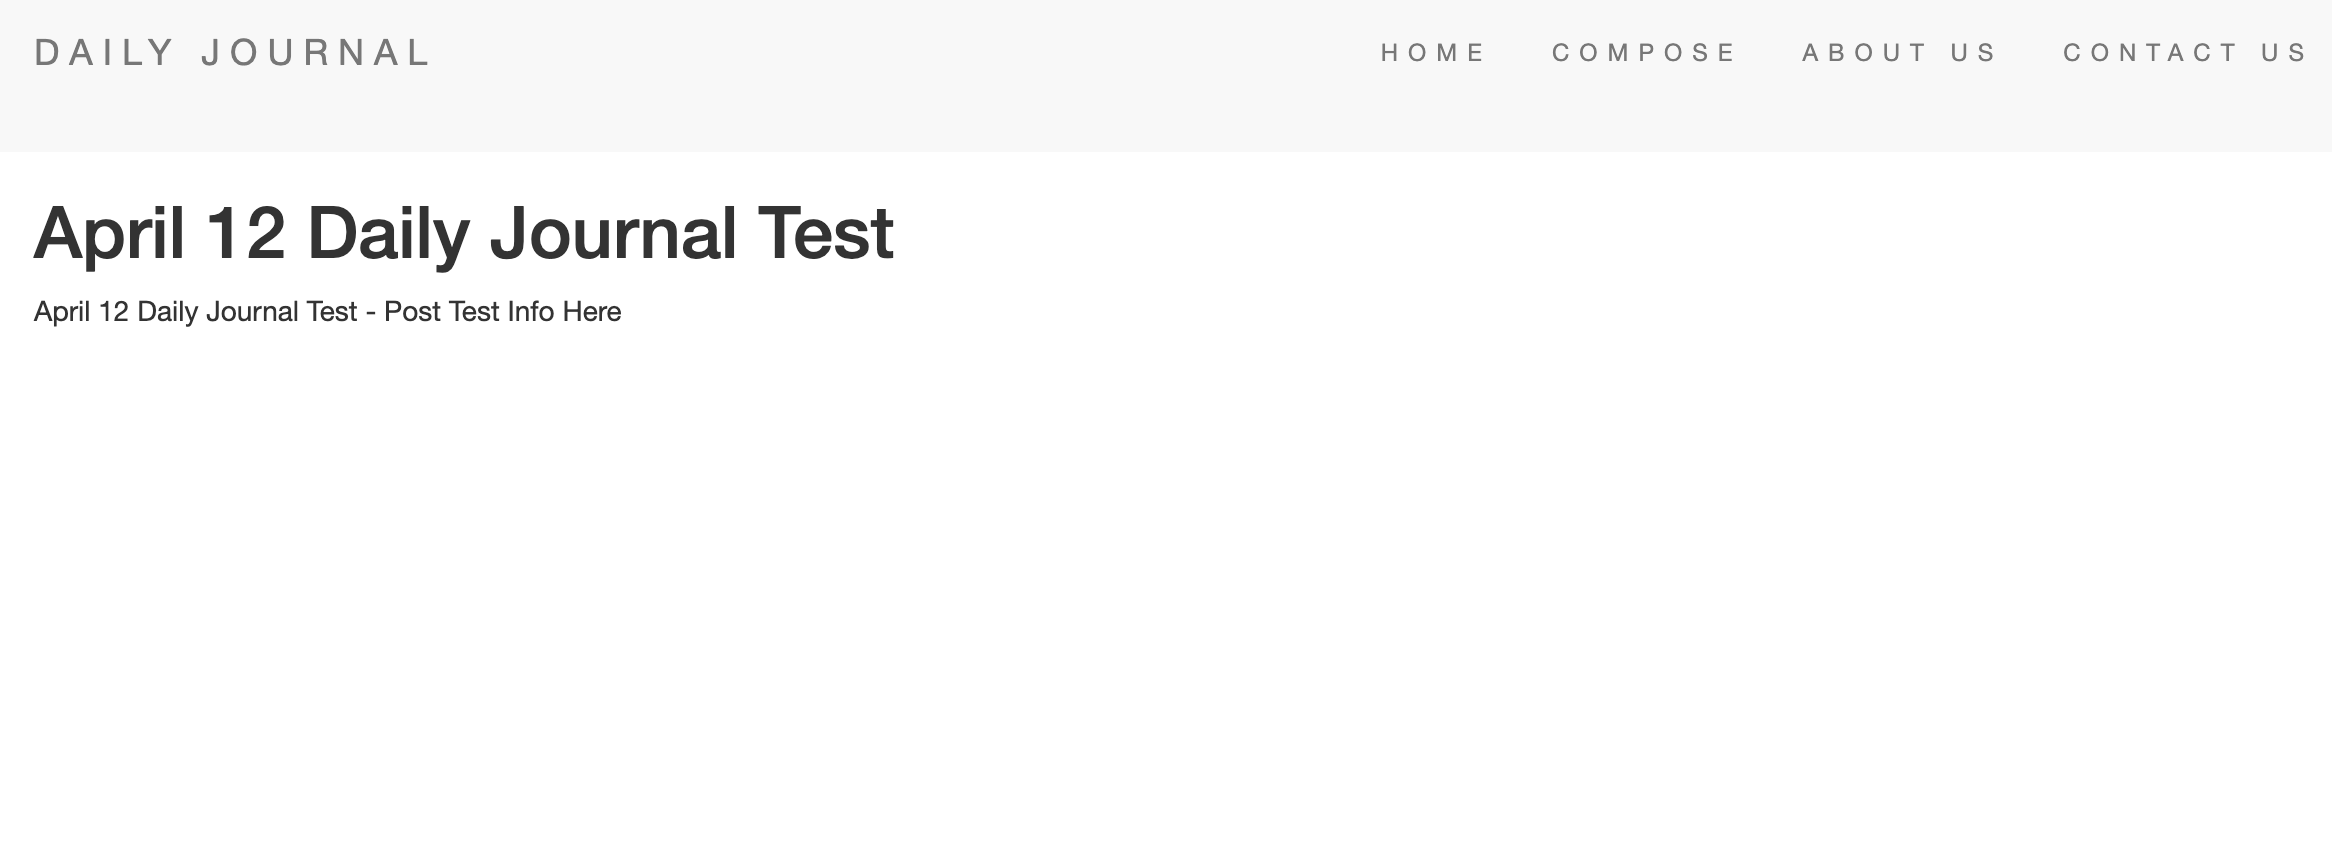 DAILY JOURNAL
HOME COMPOSE ABOUT US CONTACT US
April 12 Daily Journal Test
April 12 Daily Journal Test - Post Test Info Here